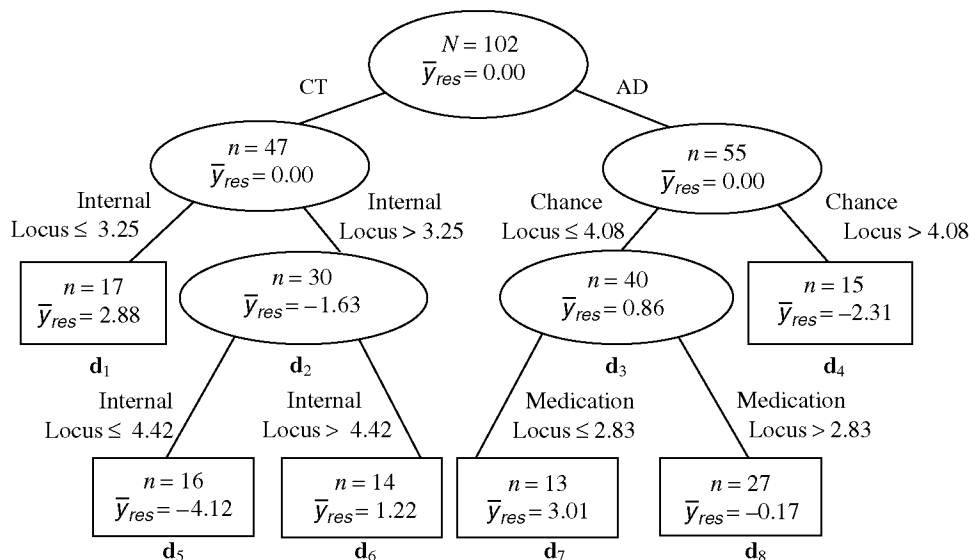 N = 102
ȳres = 0.00
CT
AD
n = 47
ȳres = 0.00
n = 55
ȳres = 0.00
Internal
Locus ≤ 3.25
Internal
Locus > 3.25
Chance
Locus ≤ 4.08
Chance
Locus > 4.08
n = 17
ȳres = 2.88
d1
n = 30
ȳres = −1.63
d2
n = 40
ȳres = 0.86
d3
n = 15
ȳres = −2.31
d4
Internal
Locus ≤ 4.42
Internal
Locus > 4.42
Medication
Locus ≤ 2.83
Medication
Locus > 2.83
n = 16
ȳres = −4.12
d5
n = 14
ȳres = 1.22
d6
n = 13
ȳres = 3.01
d7
n = 27
ȳres = −0.17
d8